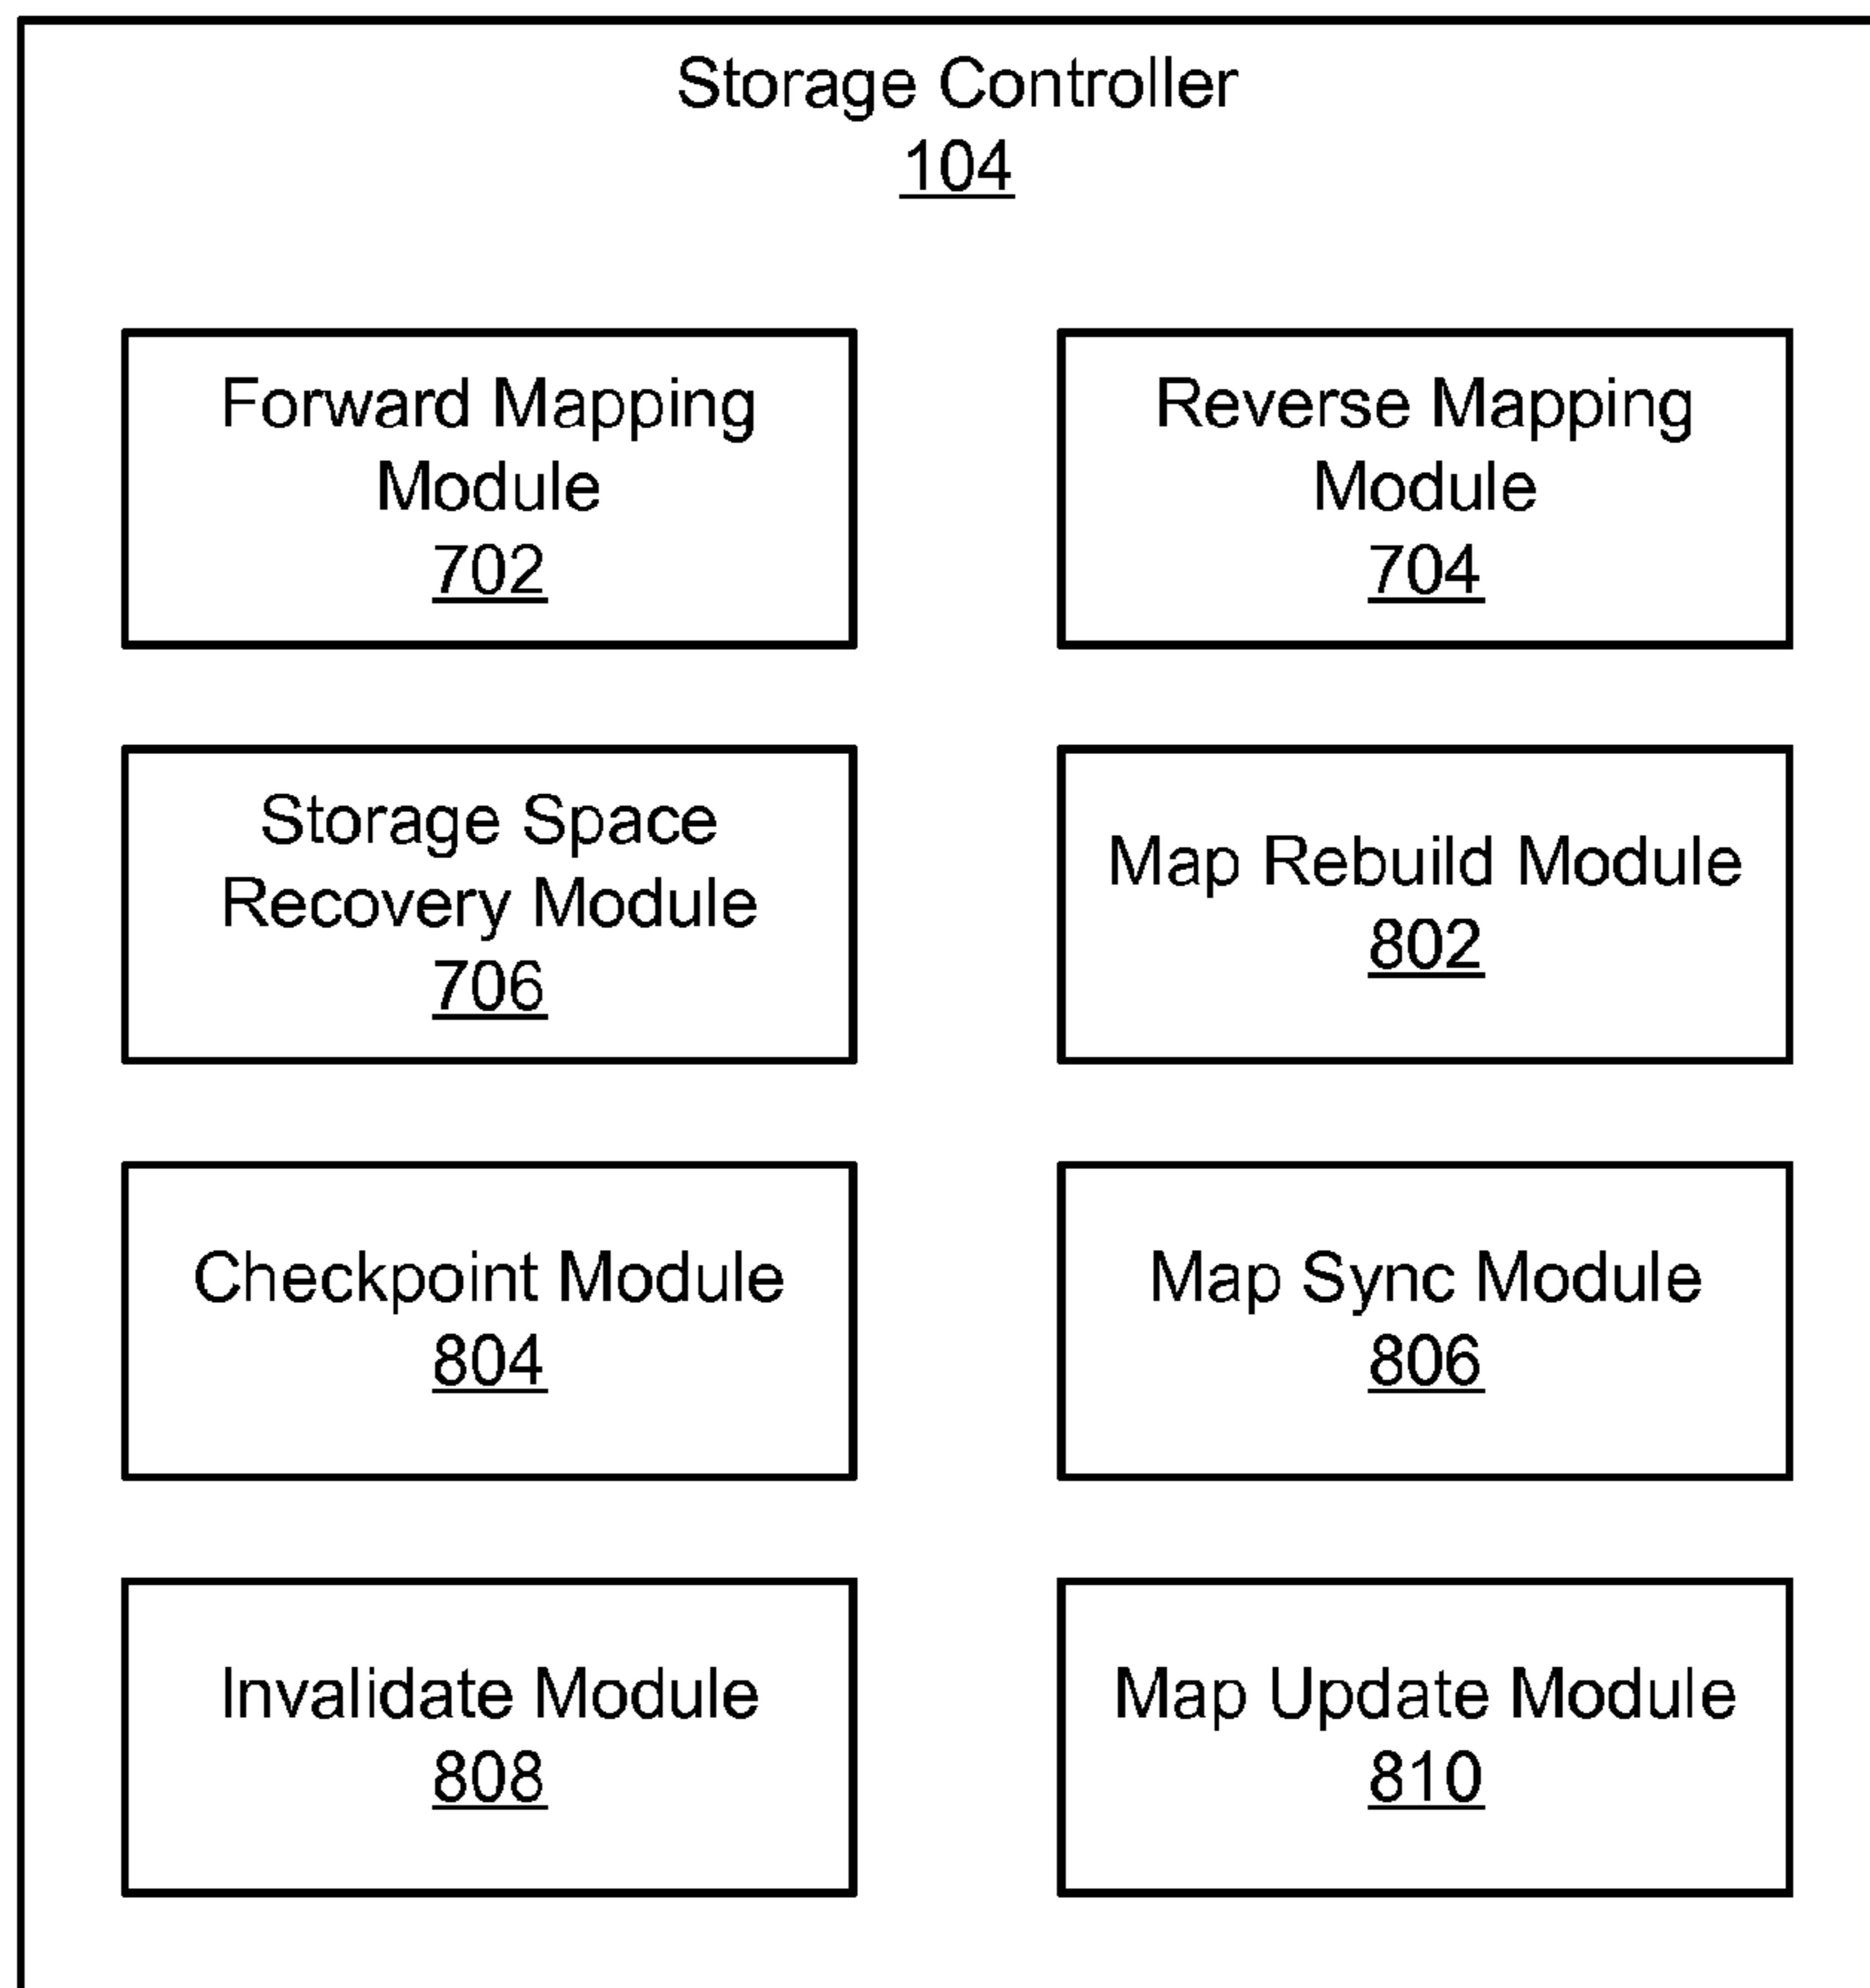 Storage Controller
104
Forward Mapping
Module
702
Reverse Mapping
Module
704
Storage Space
Recovery Module
706
Map Rebuild Module
802
Checkpoint Module
804
Map Sync Module
806
Invalidate Module
808
Map Update Module
810